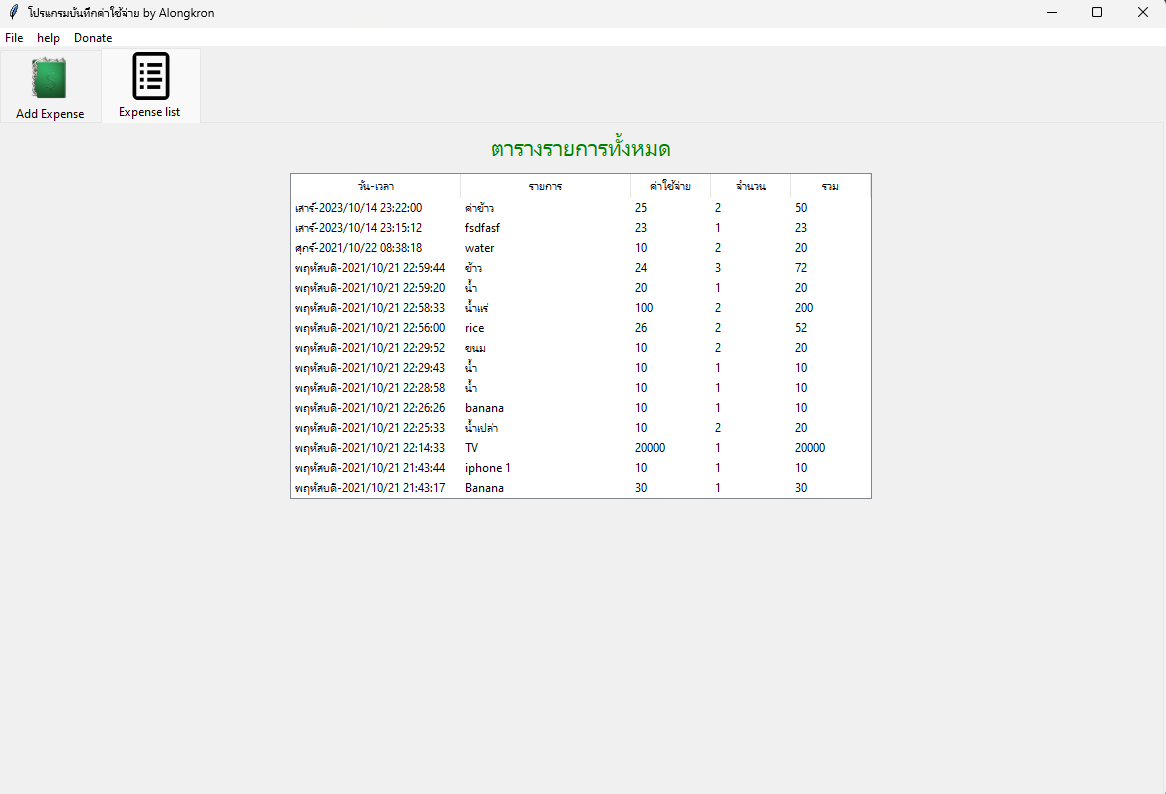 โปรแกรมบันทึกค่าใช้จ่าย by Alongkron
File help Donate
Add Expense Expense list
ตารางรายการทั้งหมด
วัน-เวลา รายการ ค่าใช้จ่าย จำนวน รวม
เสาร์-2023/10/14 23:22:00 ค่าข้าว 25 2 50
เสาร์-2023/10/14 23:15:12 fsdfasf 23 1 23
ศุกร์-2021/10/22 08:38:18 water 10 2 20
พฤหัสบดี-2021/10/21 22:59:44 ข้าว 24 3 72
พฤหัสบดี-2021/10/21 22:59:20 น้ำ 20 1 20
พฤหัสบดี-2021/10/21 22:58:33 น้ำแร่ 100 2 200
พฤหัสบดี-2021/10/21 22:56:00 rice 26 2 52
พฤหัสบดี-2021/10/21 22:29:52 ขนม 10 2 20
พฤหัสบดี-2021/10/21 22:29:43 น้ำ 10 1 10
พฤหัสบดี-2021/10/21 22:28:58 น้ำ 10 1 10
พฤหัสบดี-2021/10/21 22:26:26 banana 10 1 10
พฤหัสบดี-2021/10/21 22:25:33 น้ำเปล่า 10 2 20
พฤหัสบดี-2021/10/21 22:14:33 TV 20000 1 20000
พฤหัสบดี-2021/10/21 21:43:44 iphone 1 10 1 10
พฤหัสบดี-2021/10/21 21:43:17 Banana 30 1 30